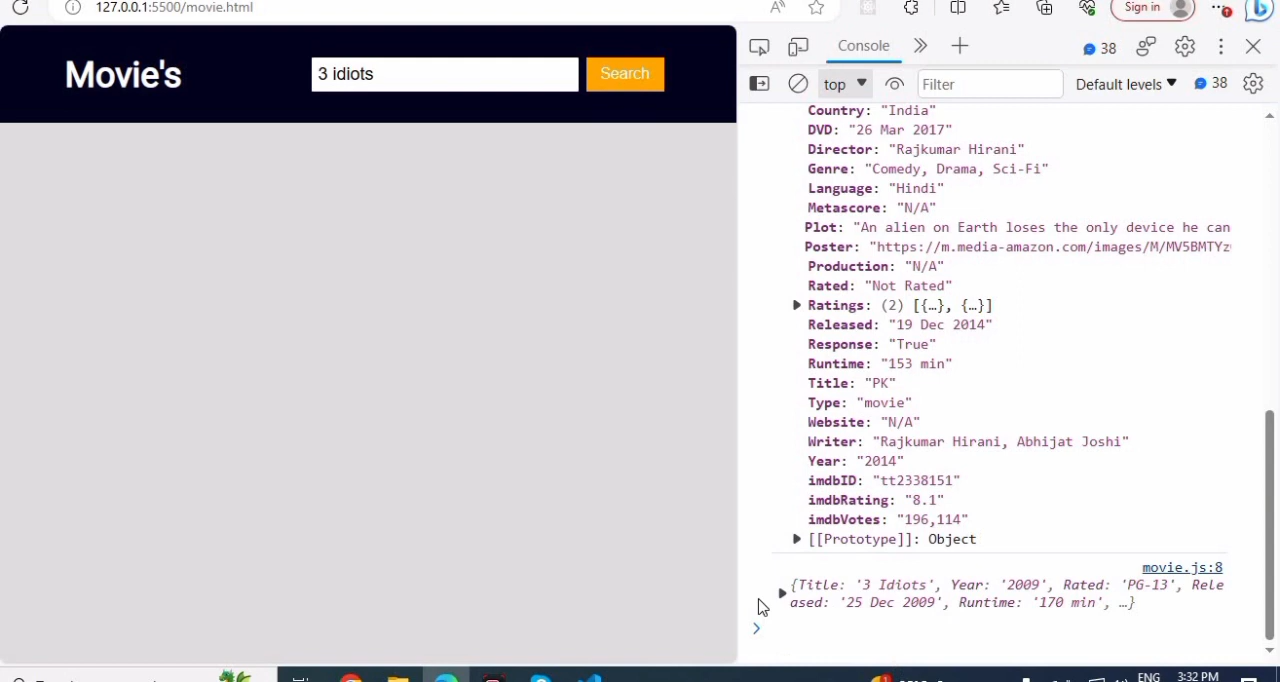 127.0.0.1:5500/movie.html
Sign in
Movie's
3 idiots
Search
Console
38
top
Filter
Default levels
38
Country: "India"
DVD: "26 Mar 2017"
Director: "Rajkumar Hirani"
Genre: "Comedy, Drama, Sci-Fi"
Language: "Hindi"
Metascore: "N/A"
Plot: "An alien on Earth loses the only device he can
Poster: "https://m.media-amazon.com/images/M/MV5BMTYz
Production: "N/A"
Rated: "Not Rated"
Ratings: (2) [{…}, {…}]
Released: "19 Dec 2014"
Response: "True"
Runtime: "153 min"
Title: "PK"
Type: "movie"
Website: "N/A"
Writer: "Rajkumar Hirani, Abhijat Joshi"
Year: "2014"
imdbID: "tt2338151"
imdbRating: "8.1"
imdbVotes: "196,114"
[[Prototype]]: Object
movie.js:8
{Title: '3 Idiots', Year: '2009', Rated: 'PG-13', Rele
ased: '25 Dec 2009', Runtime: '170 min', …}
ENG
3:32 PM